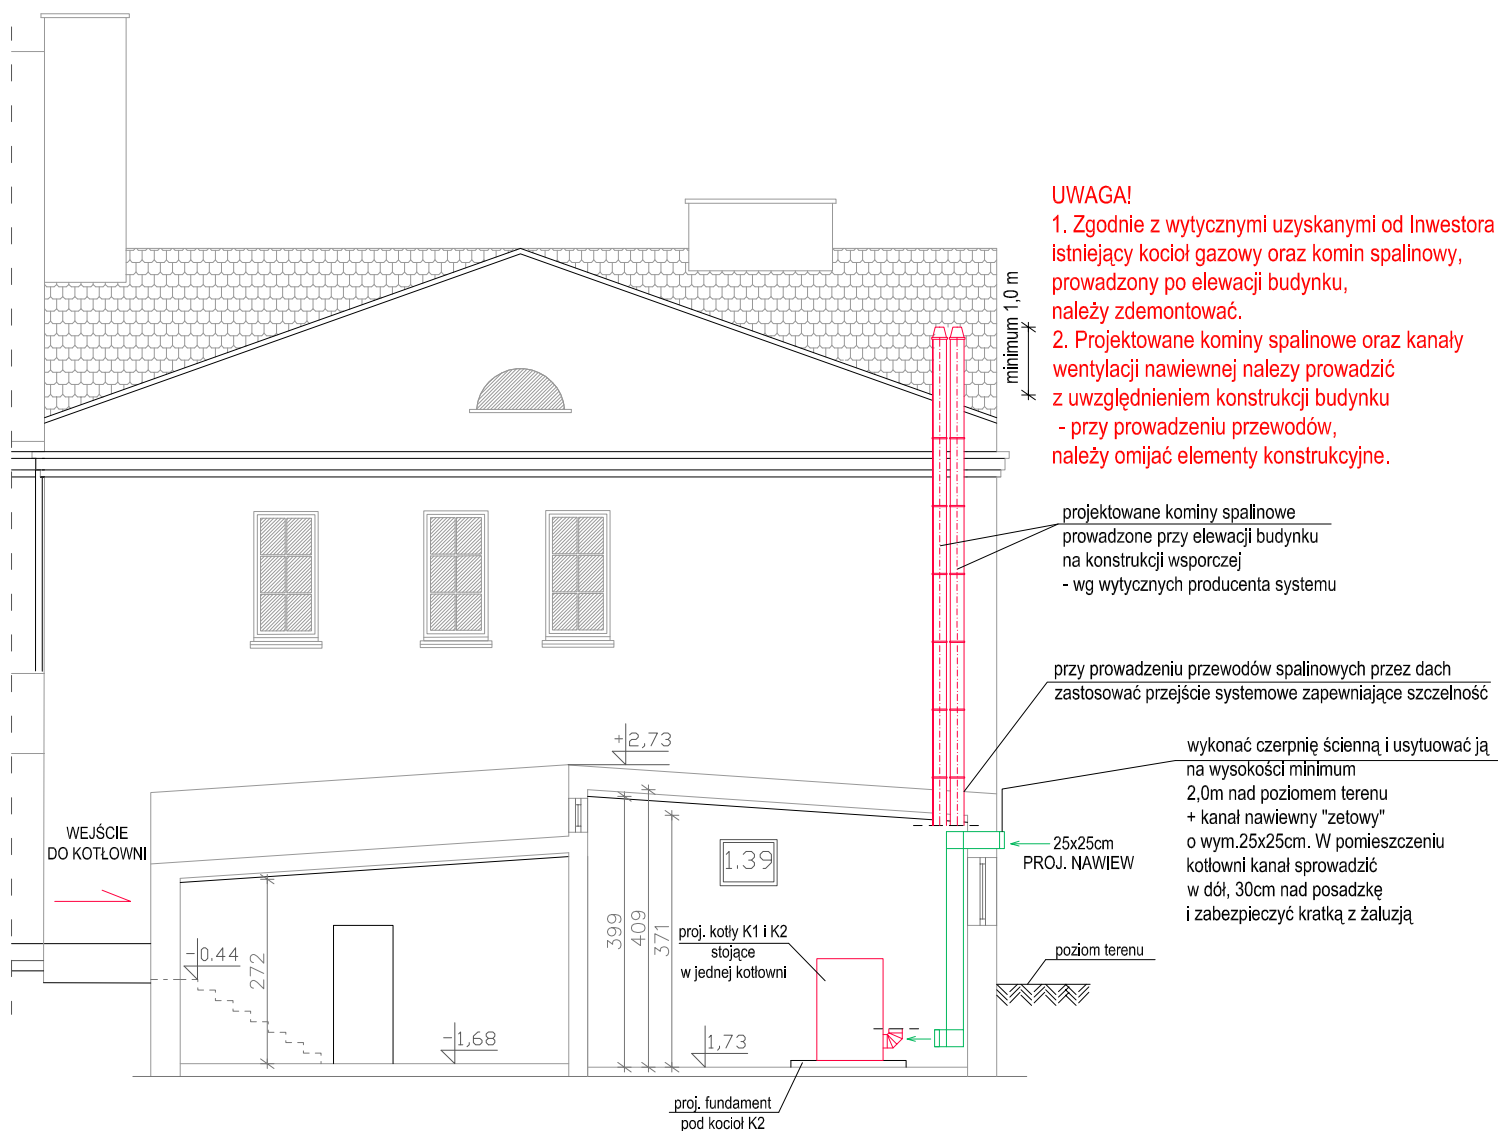 UWAGA!
1. Zgodnie z wytycznymi uzyskanymi od Inwestora
istniejący kocioł gazowy oraz komin spalinowy,
prowadzony po elewacji budynku,
należy zdemontować.
2. Projektowane kominy spalinowe oraz kanały
wentylacji nawiewnej nalezy prowadzić
z uwzględnieniem konstrukcji budynku
- przy prowadzeniu przewodów,
należy omijać elementy konstrukcyjne.
minimum 1,0 m
projektowane kominy spalinowe
prowadzone przy elewacji budynku
na konstrukcji wsporczej
- wg wytycznych producenta systemu
przy prowadzeniu przewodów spalinowych przez dach
zastosować przejście systemowe zapewniające szczelność
wykonać czerpnię ścienną i usytuować ją
na wysokości minimum
2,0m nad poziomem terenu
+ kanał nawiewny "zetowy"
o wym.25x25cm. W pomieszczeniu
kotłowni kanał sprowadzić
w dół, 30cm nad posadzkę
i zabezpieczyć kratką z żaluzją
+2,73
WEJŚCIE
DO KOTŁOWNI
25x25cm
PROJ. NAWIEW
1.39
399
409
371
proj. kotły K1 i K2
stojące
w jednej kotłowni
-0.44
272
poziom terenu
-1,68
1,73
proj. fundament
pod kocioł K2